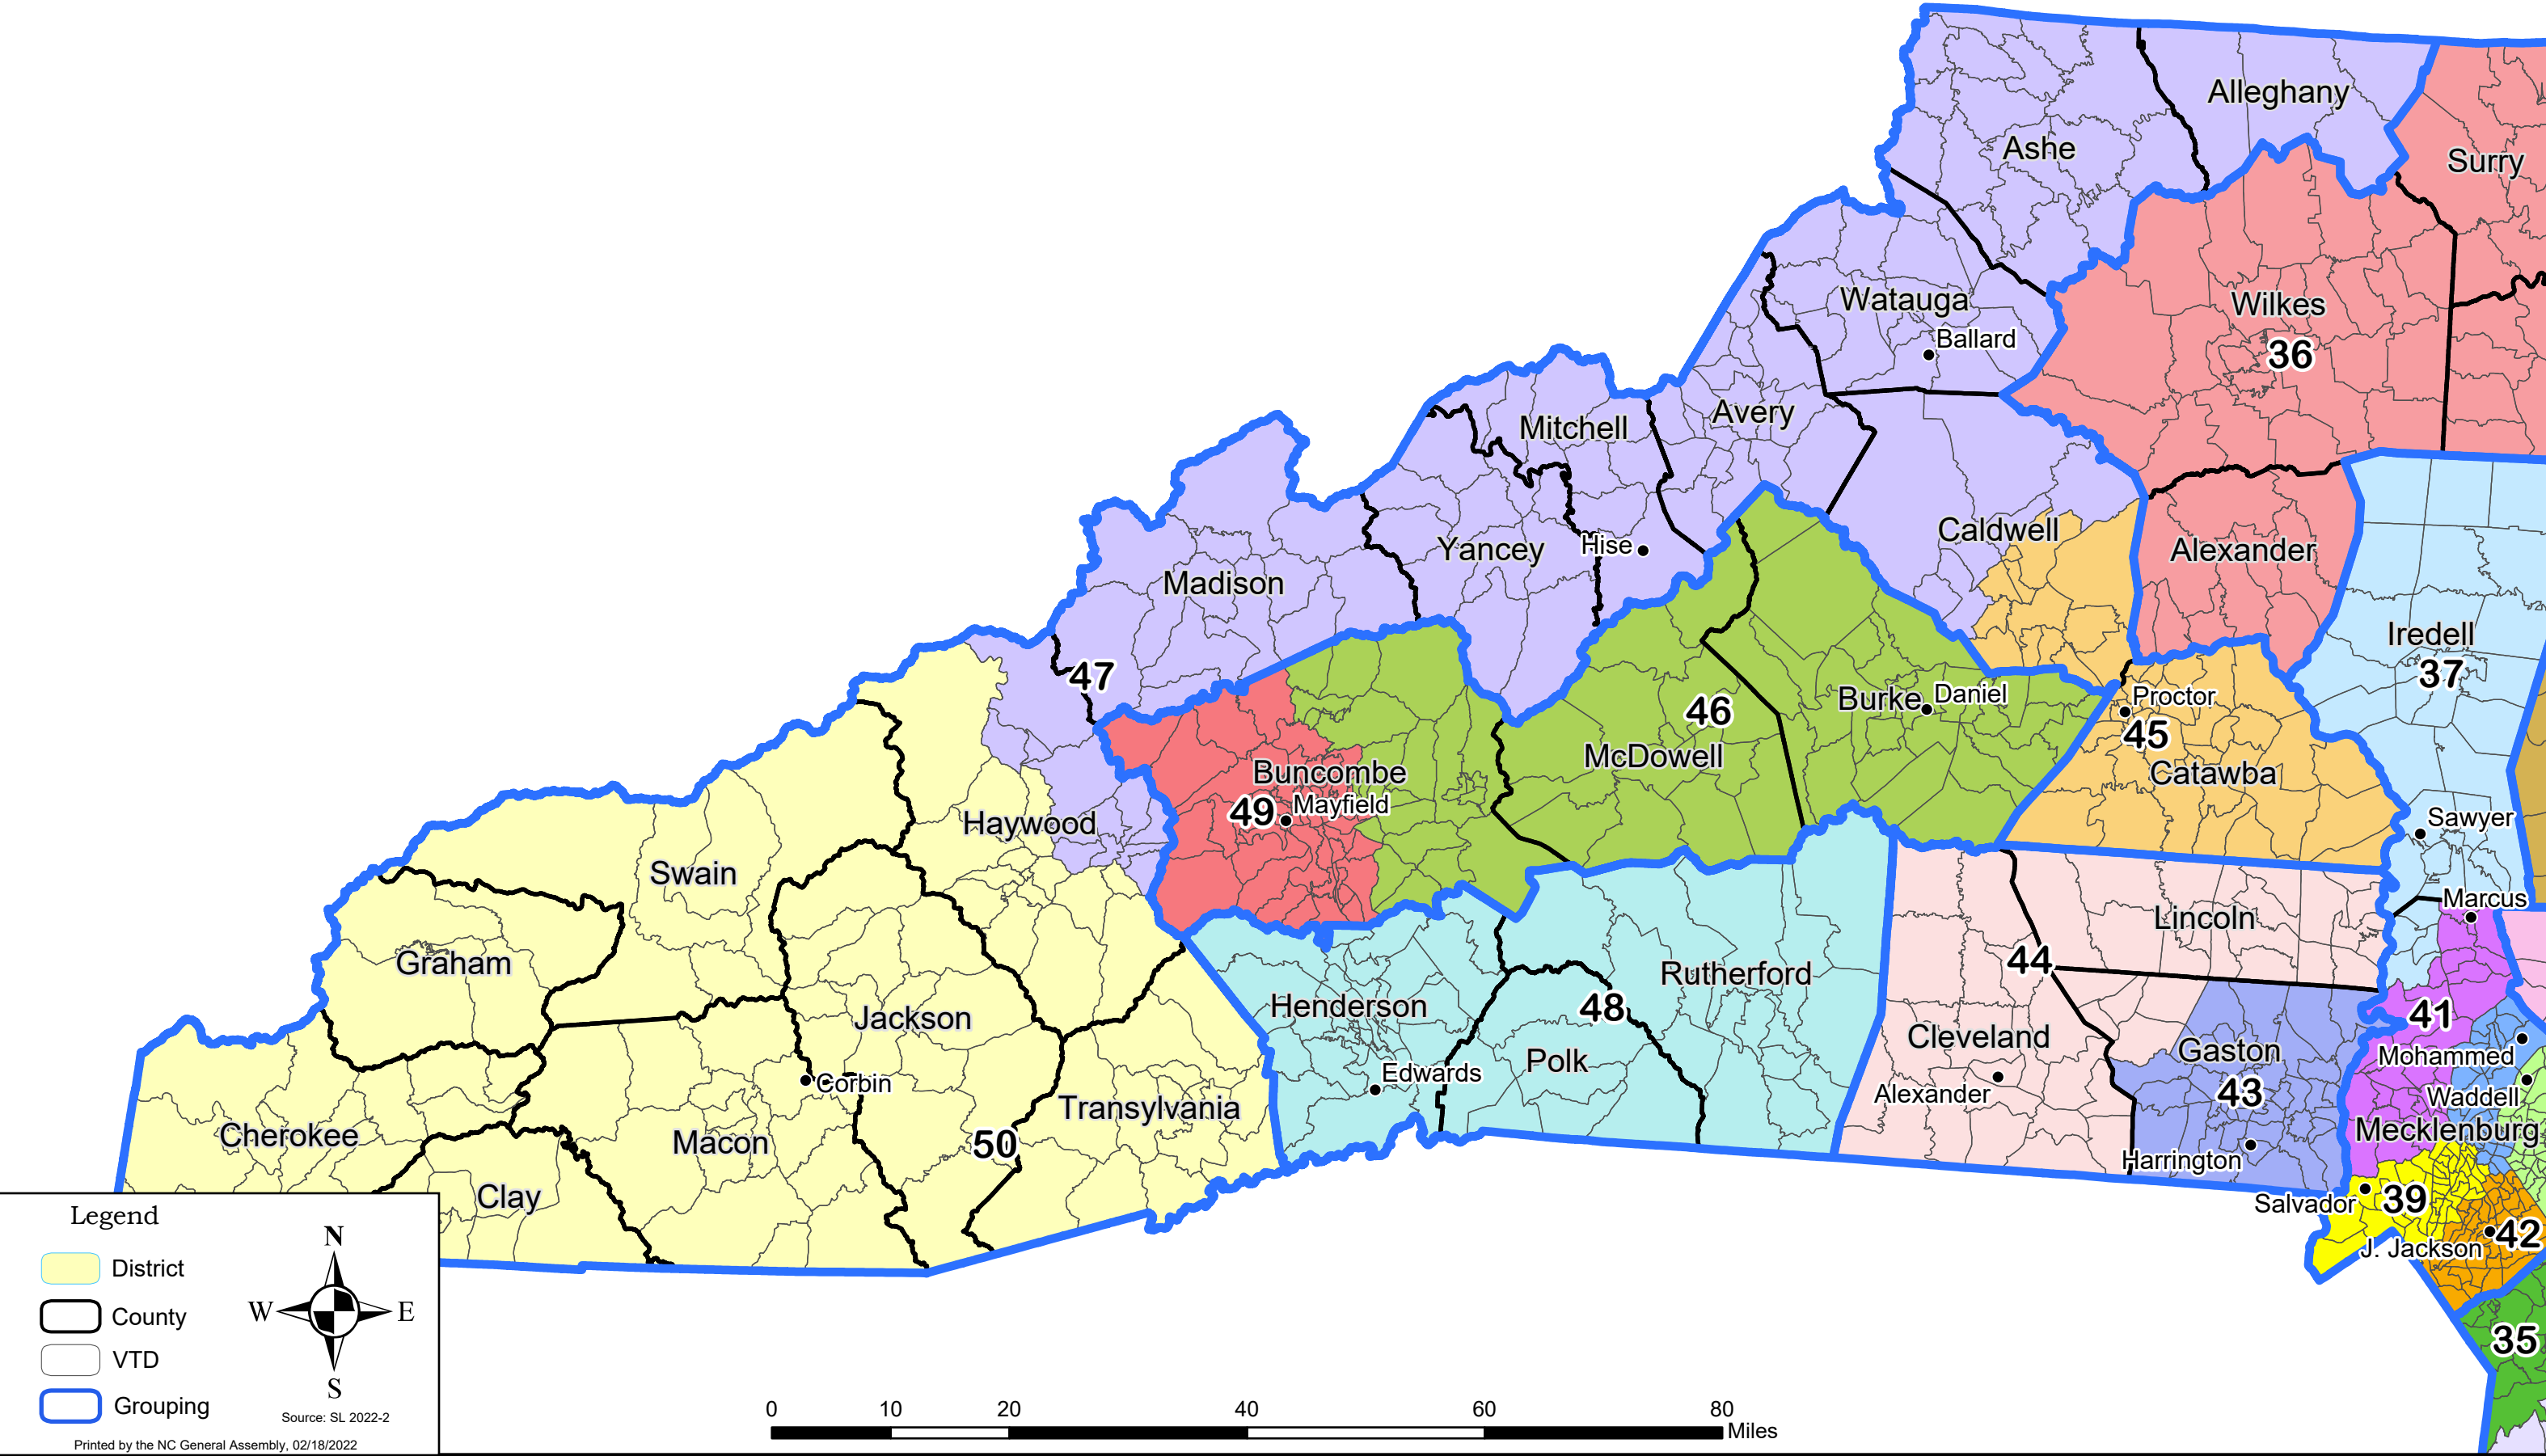 Alleghany
Ashe
Surry
Watauga
Ballard
Wilkes
36
Avery
Mitchell
Caldwell
Alexander
Yancey
Hise
Madison
Iredell
37
47
46
Burke
Daniel
Proctor
45
Catawba
McDowell
Buncombe
49
Mayfield
Haywood
Sawyer
Swain
Marcus
Lincoln
Graham
44
Rutherford
Henderson
48
Jackson
41
Cleveland
Gaston
Mohammed
Polk
Edwards
Corbin
43
Alexander
Waddell
Transylvania
Cherokee
Macon
50
Mecklenburg
Harrington
Clay
Salvador
39
42
J. Jackson
35
Legend
District
County
VTD
Grouping
N
W
E
S
Source: SL 2022-2
Printed by the NC General Assembly, 02/18/2022
0 10 20 40 60 80
Miles